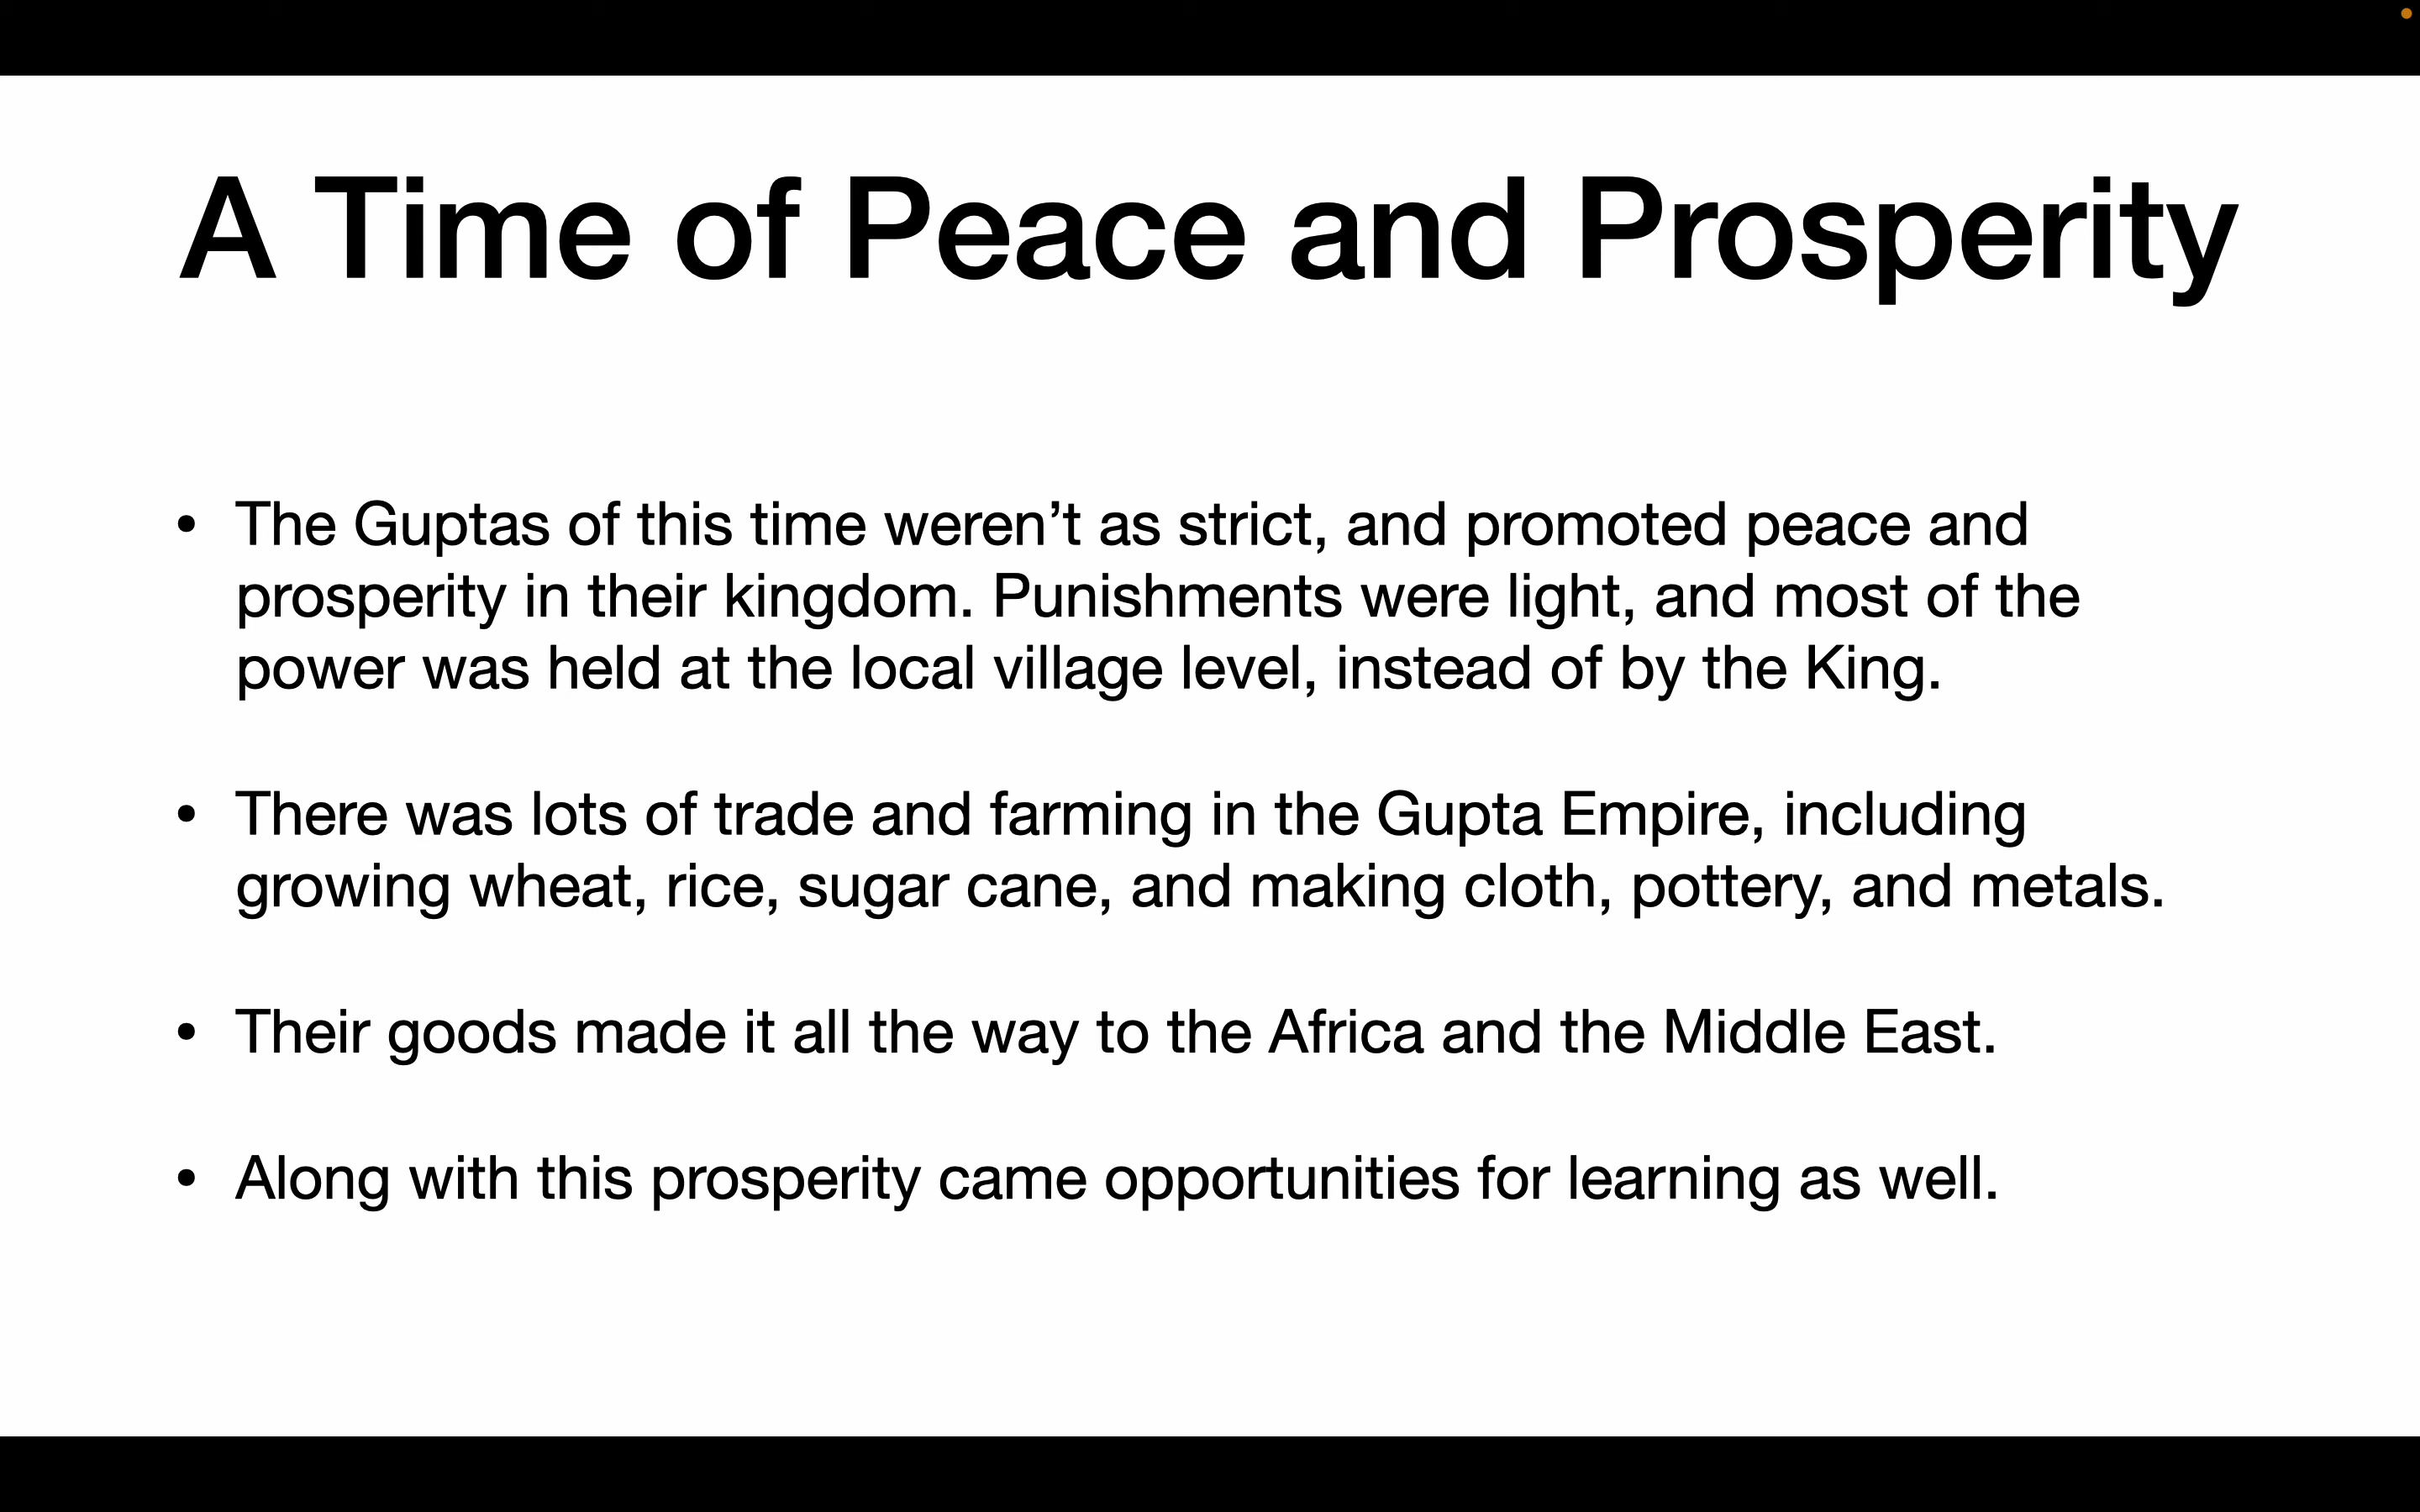 A Time of Peace and Prosperity
• The Guptas of this time weren’t as strict, and promoted peace and
prosperity in their kingdom. Punishments were light, and most of the
power was held at the local village level, instead of by the King.
• There was lots of trade and farming in the Gupta Empire, including
growing wheat, rice, sugar cane, and making cloth, pottery, and metals.
• Their goods made it all the way to the Africa and the Middle East.
• Along with this prosperity came opportunities for learning as well.